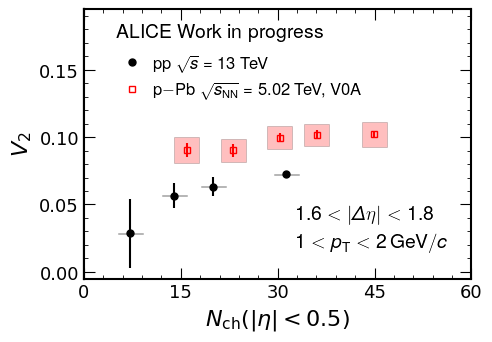 ALICE Work in progress
pp √s = 13 TeV
p−Pb √sNN = 5.02 TeV, V0A
0.15
0.10
0.05
0.00
V2
1.6 < |Δη| < 1.8
1 < pT < 2 GeV/c
0 15 30 45 60
Nch(|η| < 0.5)